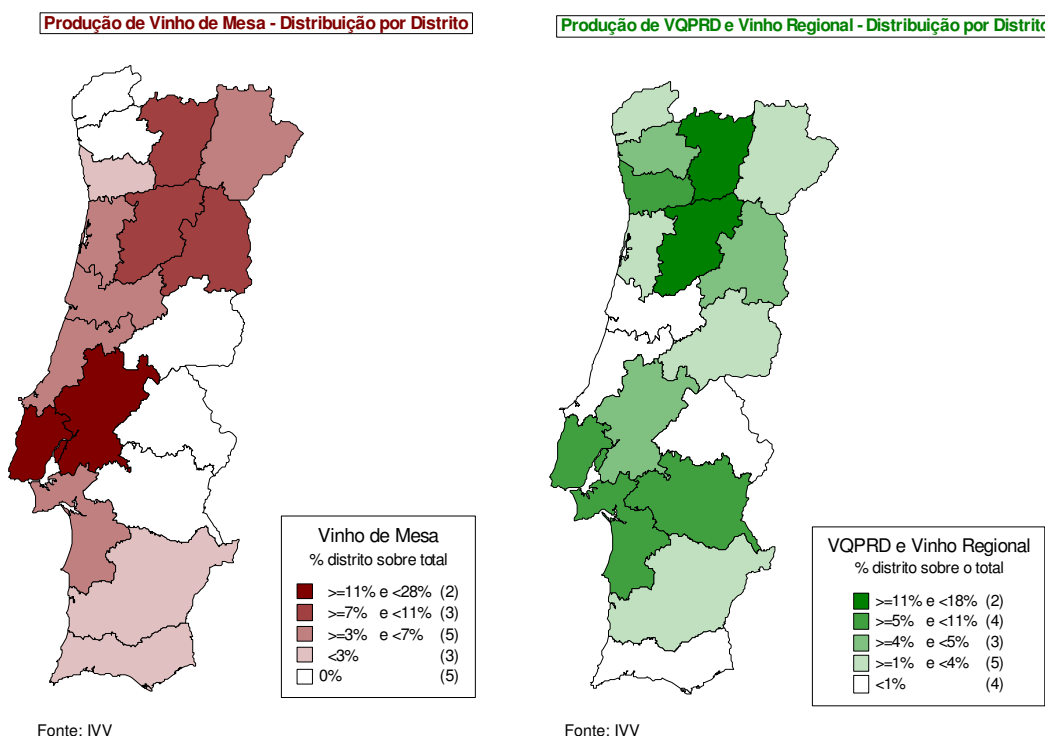 Produção de Vinho de Mesa - Distribuição por Distrito
Vinho de Mesa
% distrito sobre total
>=11% e <28% (2)
>=7% e <11% (3)
>=3% e <7% (5)
<3% (3)
0% (5)
Fonte: IVV
Produção de VQPRD e Vinho Regional - Distribuição por Distrito
VQPRD e Vinho Regional
% distrito sobre o total
>=11% e <18% (2)
>=5% e <11% (4)
>=4% e <5% (3)
>=1% e <4% (5)
<1% (4)
Fonte: IVV